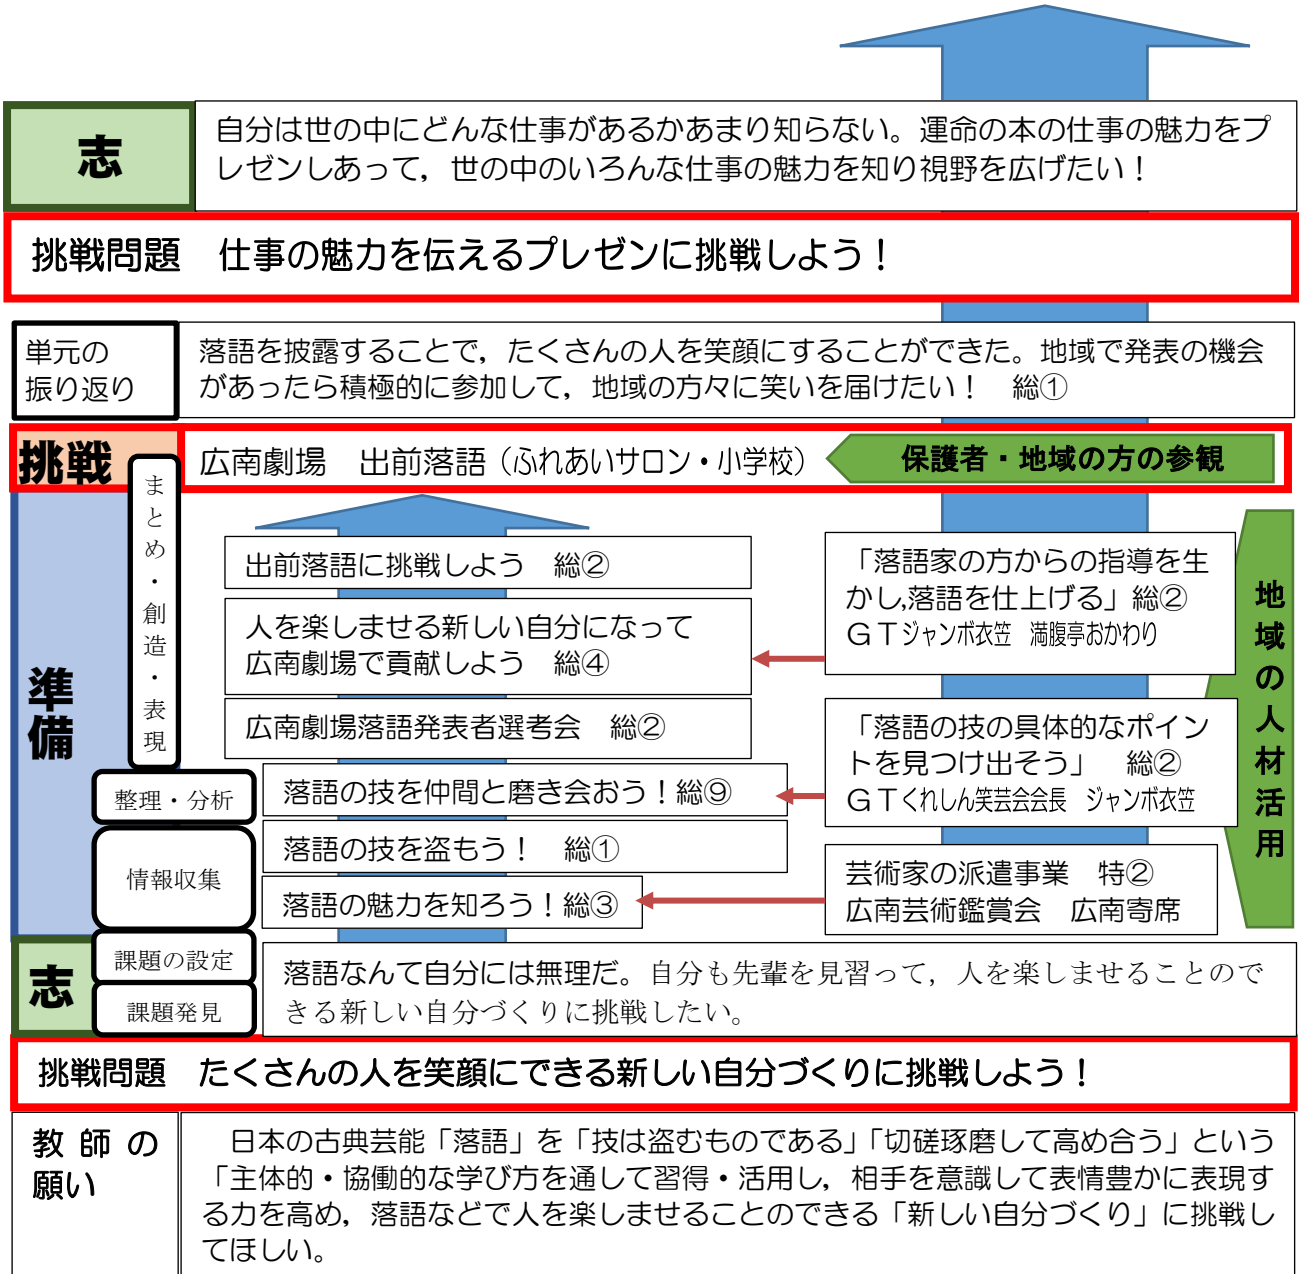 志
自分は世の中にどんな仕事があるかあまり知らない。運命の本の仕事の魅力をプ
レゼンしあって，世の中のいろんな仕事の魅力を知り視野を広げたい！
挑戦問題　仕事の魅力を伝えるプレゼンに挑戦しよう！
単元の
振り返り
落語を披露することで，たくさんの人を笑顔にすることができた。地域で発表の機会
があったら積極的に参加して，地域の方々に笑いを届けたい！　総①
挑戦
広南劇場　出前落語（ふれあいサロン・小学校）
保護者・地域の方の参観
準備
まとめ・創造・表現
出前落語に挑戦しよう　総②
人を楽しませる新しい自分になって
広南劇場で貢献しよう　総④
広南劇場落語発表者選考会　総②
「落語家の方からの指導を生
かし,落語を仕上げる」総②
ＧＴジャンボ衣笠　満腹亭おかわり
地域の人材活用
「落語の技の具体的なポイン
トを見つけ出そう」　総②
ＧＴくれしん笑芸会会長　ジャンボ衣笠
整理・分析
落語の技を仲間と磨き会おう！総⑨
情報収集
落語の技を盗もう！　総①
落語の魅力を知ろう！総③
芸術家の派遣事業　特②
広南芸術鑑賞会　広南寄席
志
課題の設定
課題発見
落語なんて自分には無理だ。自分も先輩を見習って，人を楽しませることので
きる新しい自分づくりに挑戦したい。
挑戦問題　たくさんの人を笑顔にできる新しい自分づくりに挑戦しよう！
教師の
願い
日本の古典芸能「落語」を「技は盗むものである」「切磋琢磨して高め合う」という
「主体的・協働的な学び方を通して習得・活用し，相手を意識して表情豊かに表現す
る力を高め，落語などで人を楽しませることのできる「新しい自分づくり」に挑戦し
てほしい。